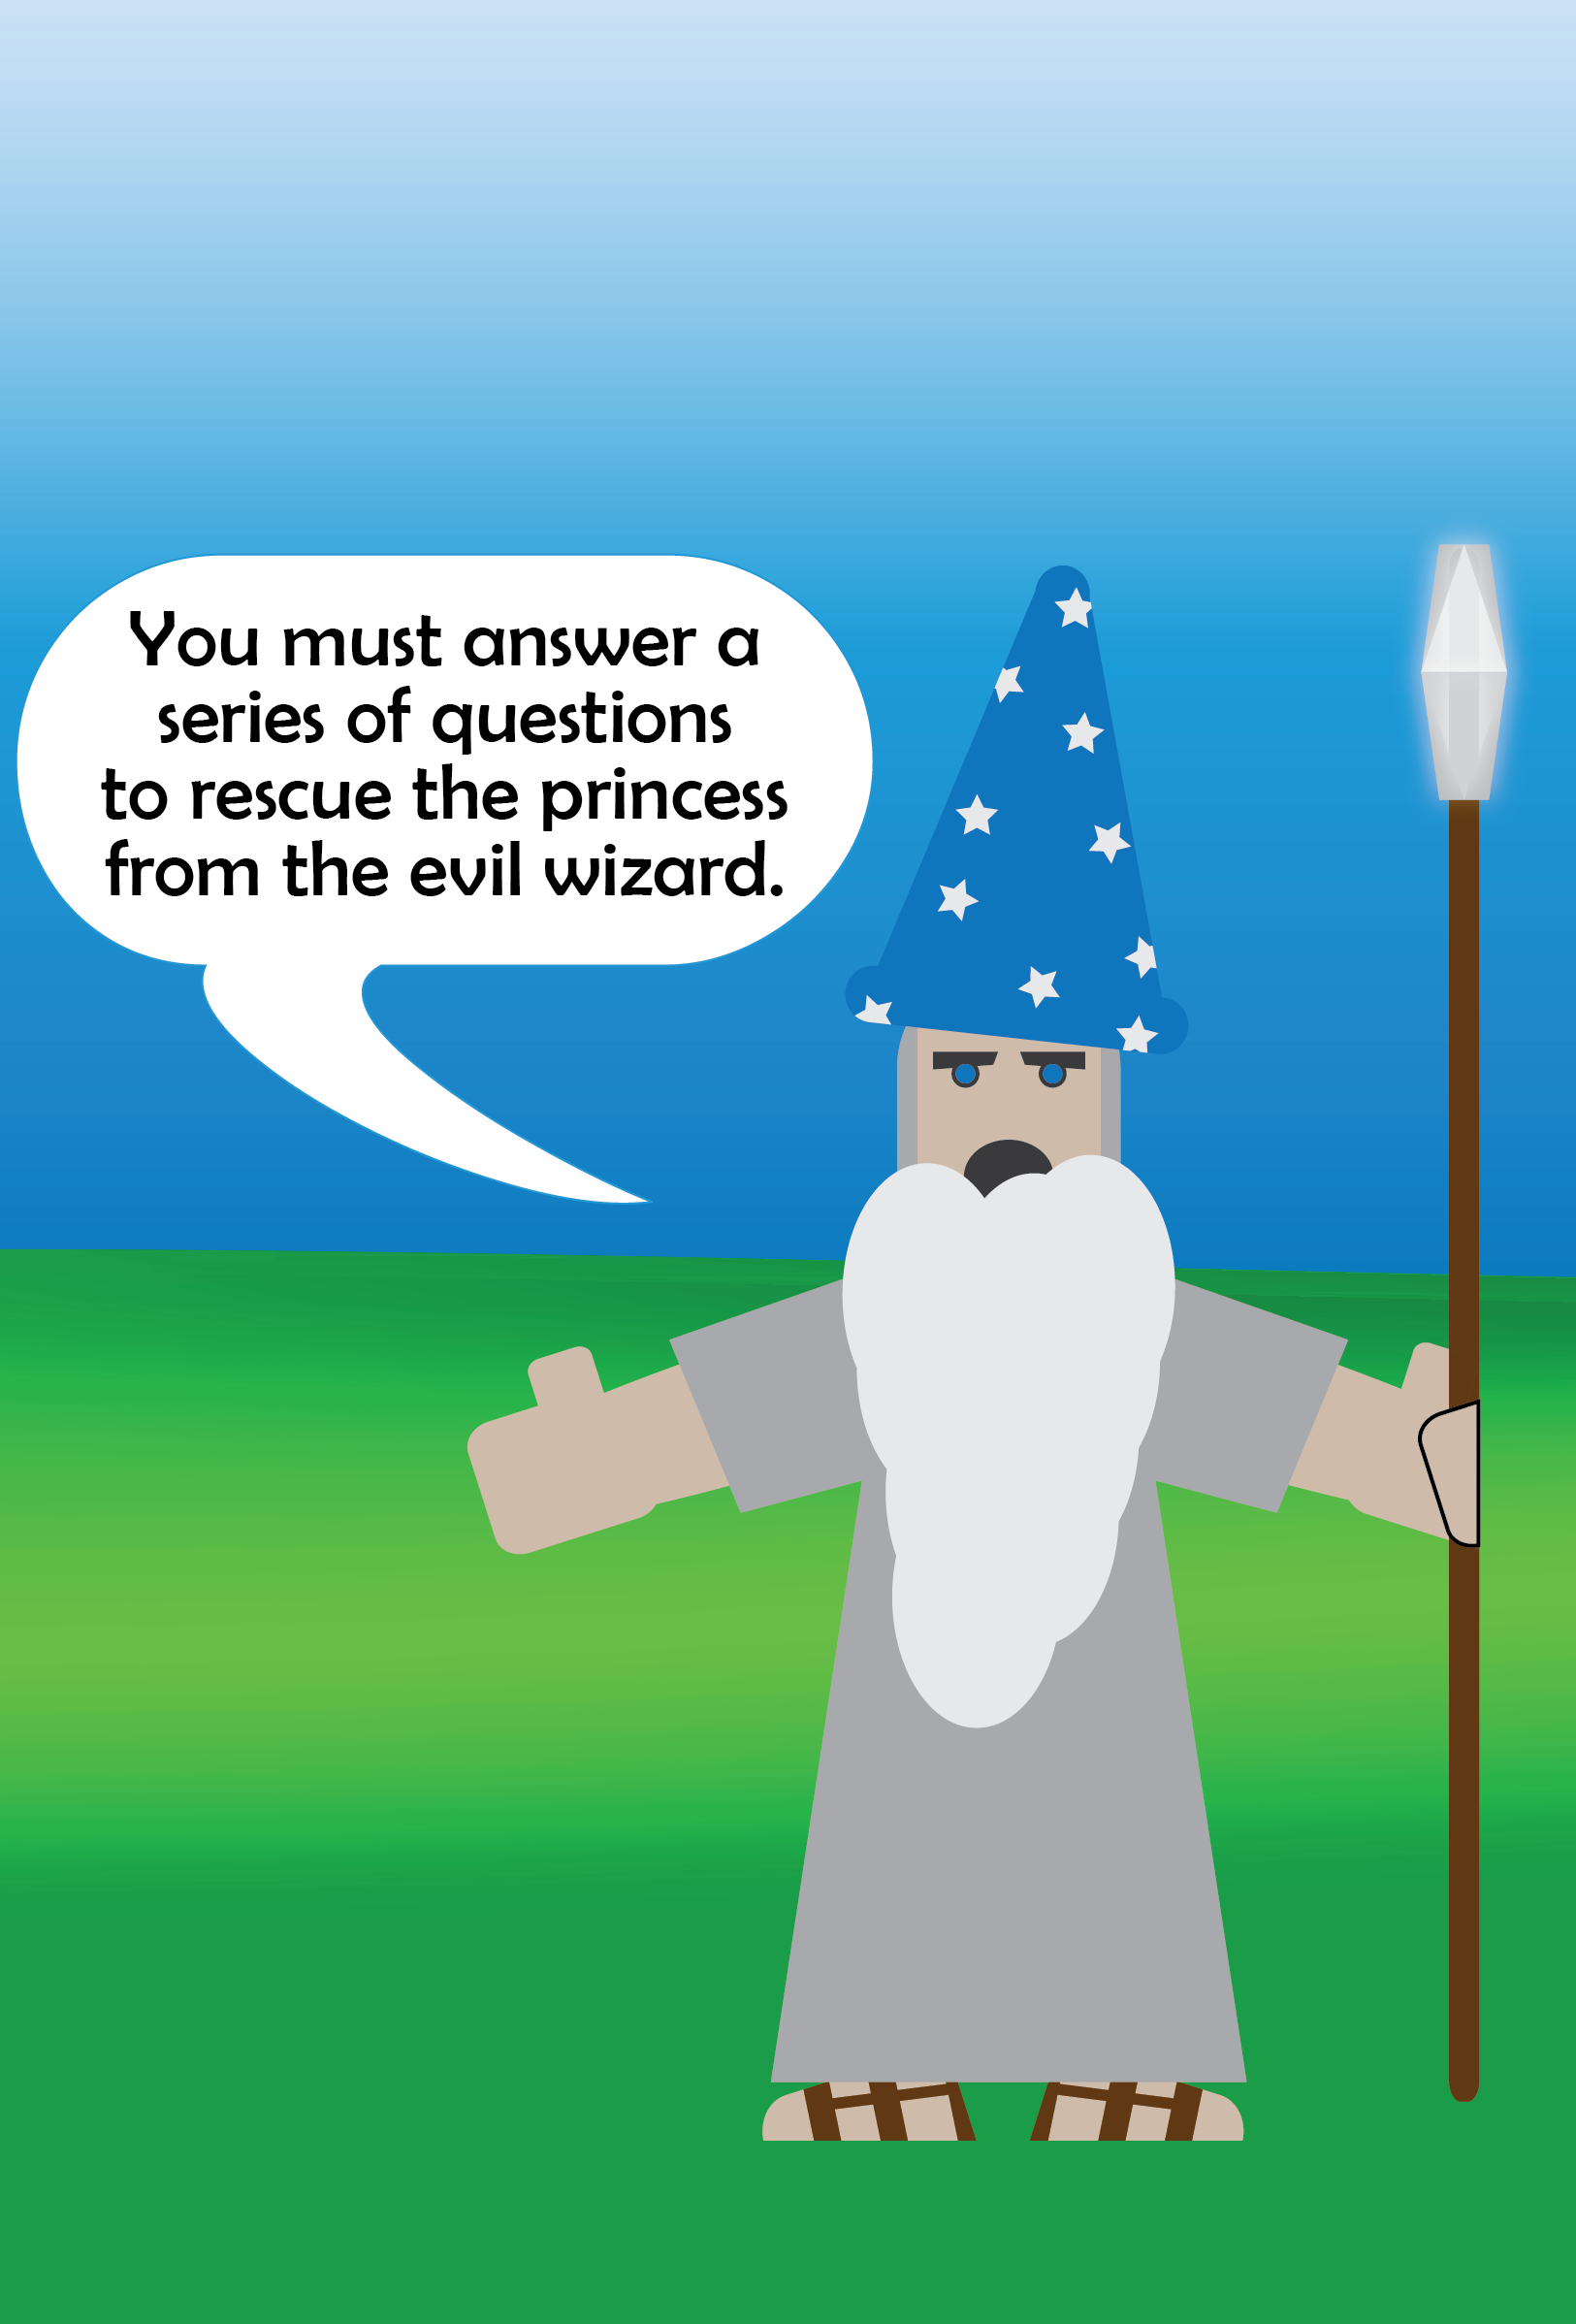 You must answer a
series of questions
to rescue the princess
from the evil wizard.